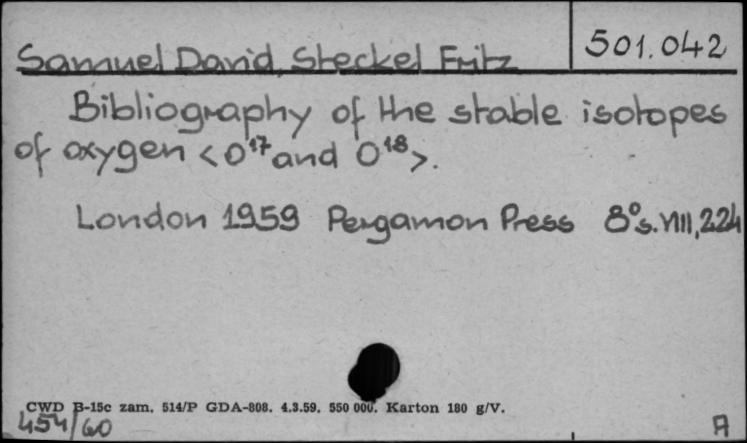 Samuel David, Steckel Fritz 501.042
Bibliography of the stable isotopes
of oxygen <O¹⁷ and O¹⁸>.
London 1959 Pergamon Press 8° s. VIII, 224
CWD B-15c zam. 514/P GDA-808. 4.3.59. 550 000. Karton 180 g/V.
454/60 A